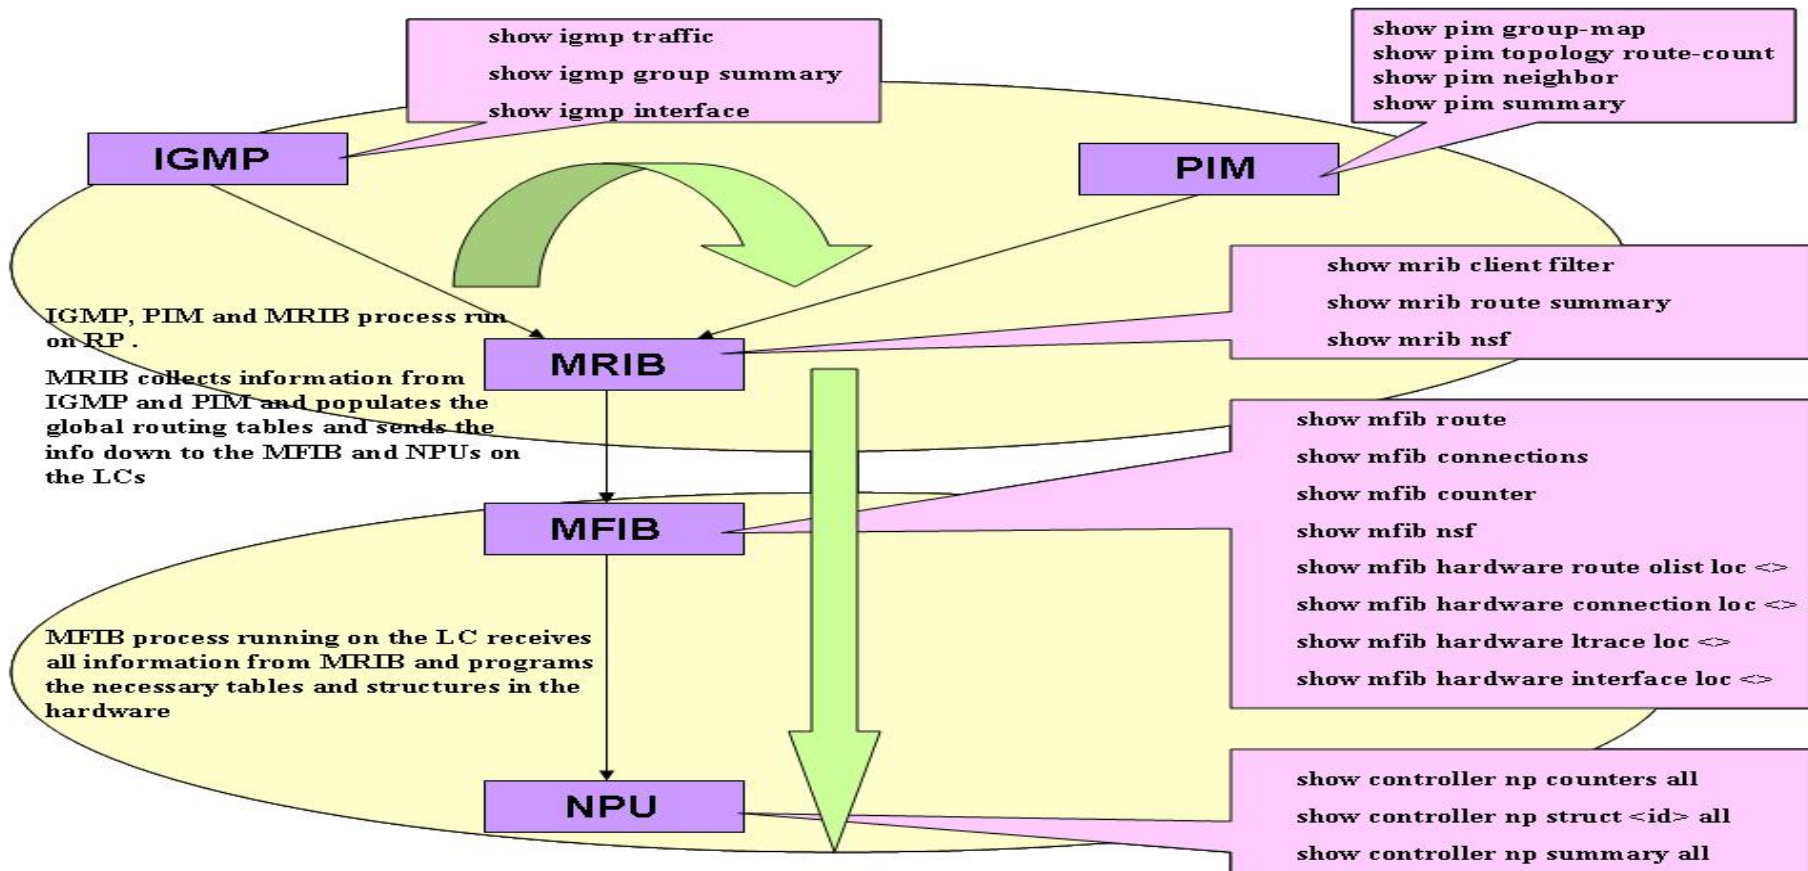 show igmp traffic
show igmp group summary
show igmp interface
show pim group-map
show pim topology route-count
show pim neighbor
show pim summary
IGMP
PIM
show mrib client filter
show mrib route summary
show mrib nsf
IGMP, PIM and MRIB process run
on RP .
MRIB collects information from
IGMP and PIM and populates the
global routing tables and sends the
info down to the MFIB and NPUs on
the LCs
MRIB
show mfib route
show mfib connections
show mfib counter
show mfib nsf
show mfib hardware route olist loc <>
show mfib hardware connection loc <>
show mfib hardware ltrace loc <>
show mfib hardware interface loc <>
MFIB
MFIB process running on the LC receives
all information from MRIB and programs
the necessary tables and structures in the
hardware
NPU
show controller np counters all
show controller np struct <id> all
show controller np summary all